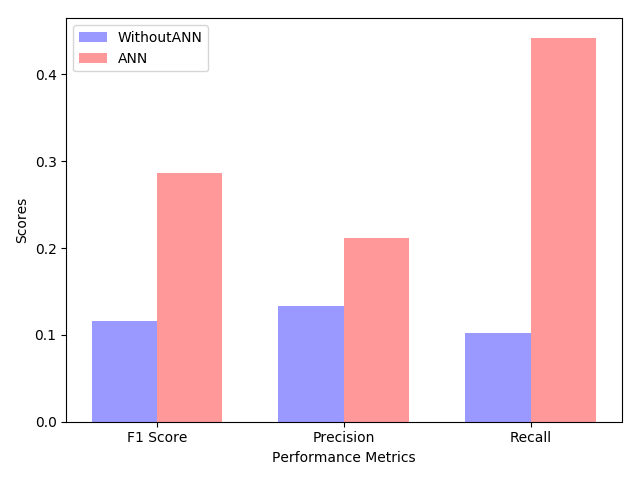 WithoutANN
ANN
0.4
0.3
0.2
0.1
0.0
Scores
F1 Score
Precision
Recall
Performance Metrics